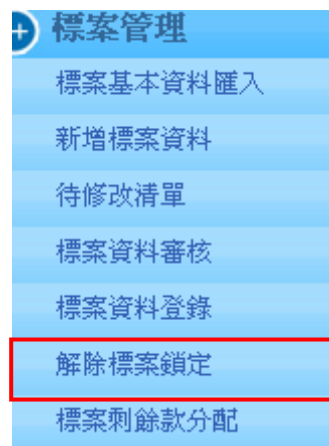 標案管理
標案基本資料匯入
新增標案資料
待修改清單
標案資料審核
標案資料登錄
解除標案鎖定
標案剩餘款分配